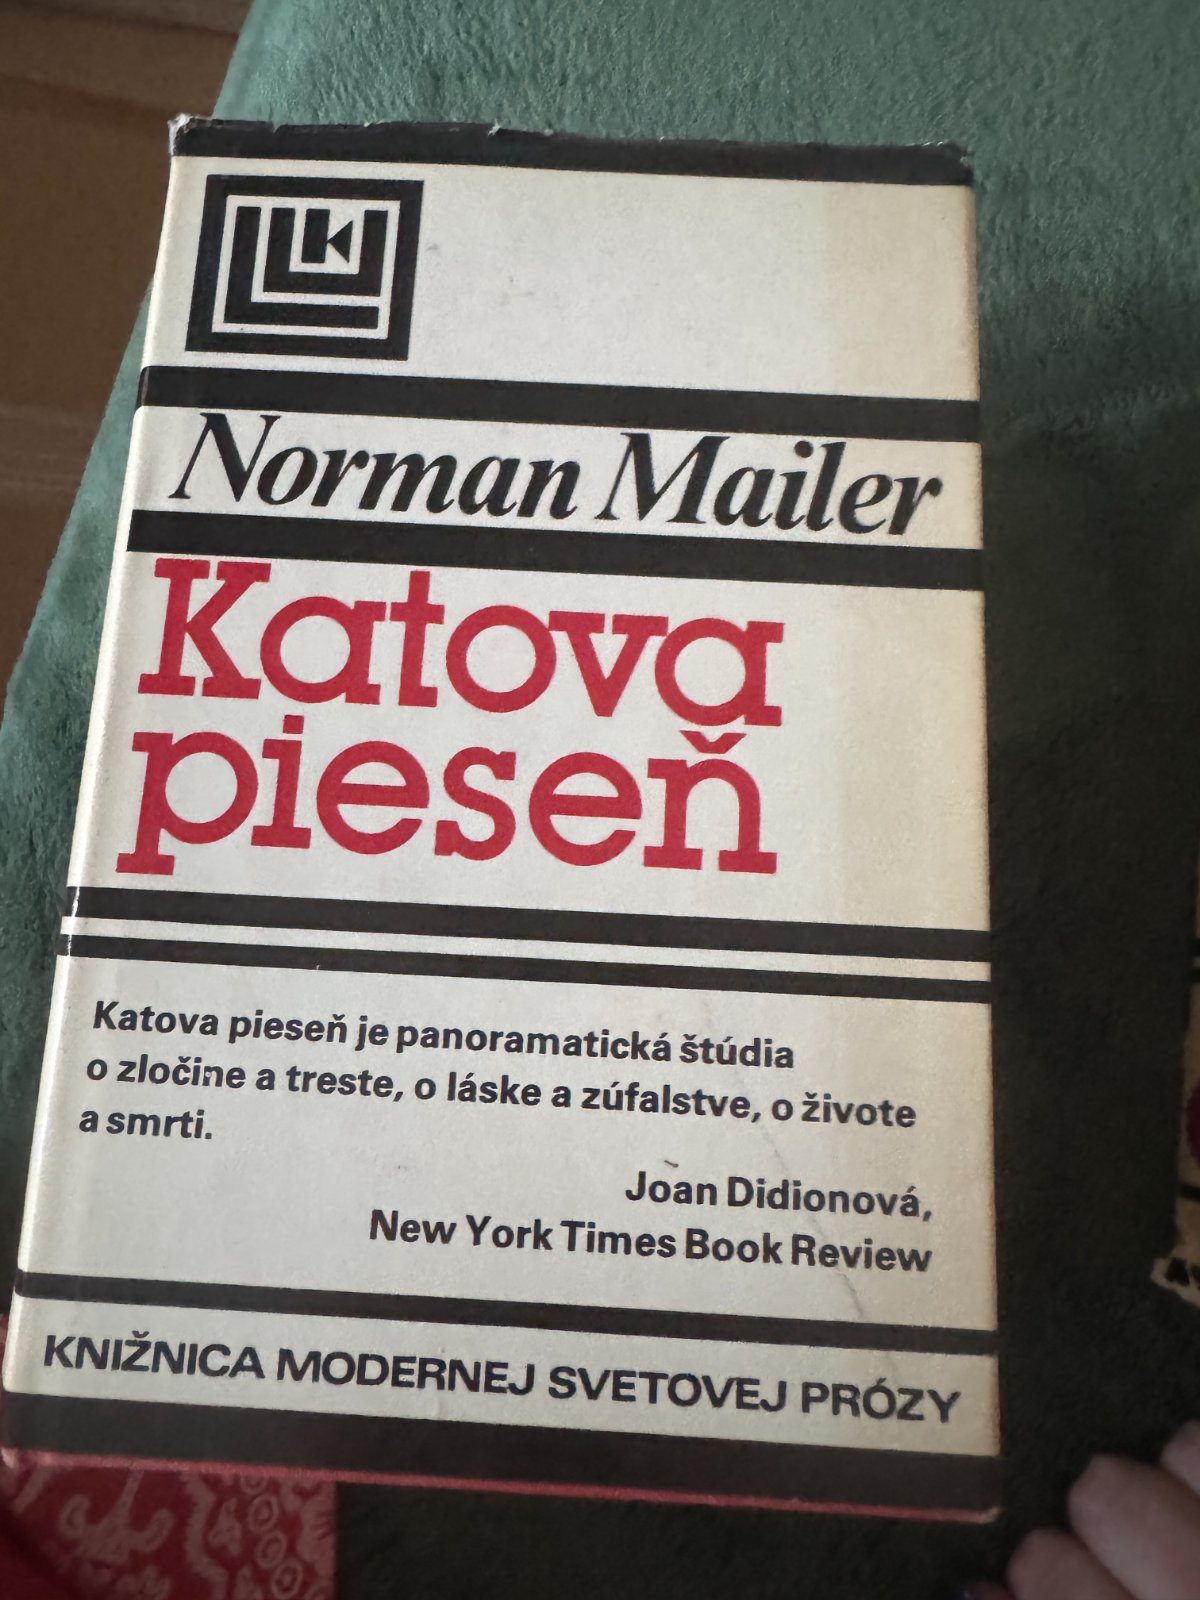 Norman Mailer
Katova
pieseň
Katova pieseň je panoramatická štúdia
o zločine a treste, o láske a zúfalstve, o živote
a smrti.
Joan Didionová,
New York Times Book Review
KNIŽNICA MODERNEJ SVETOVEJ PRÓZY